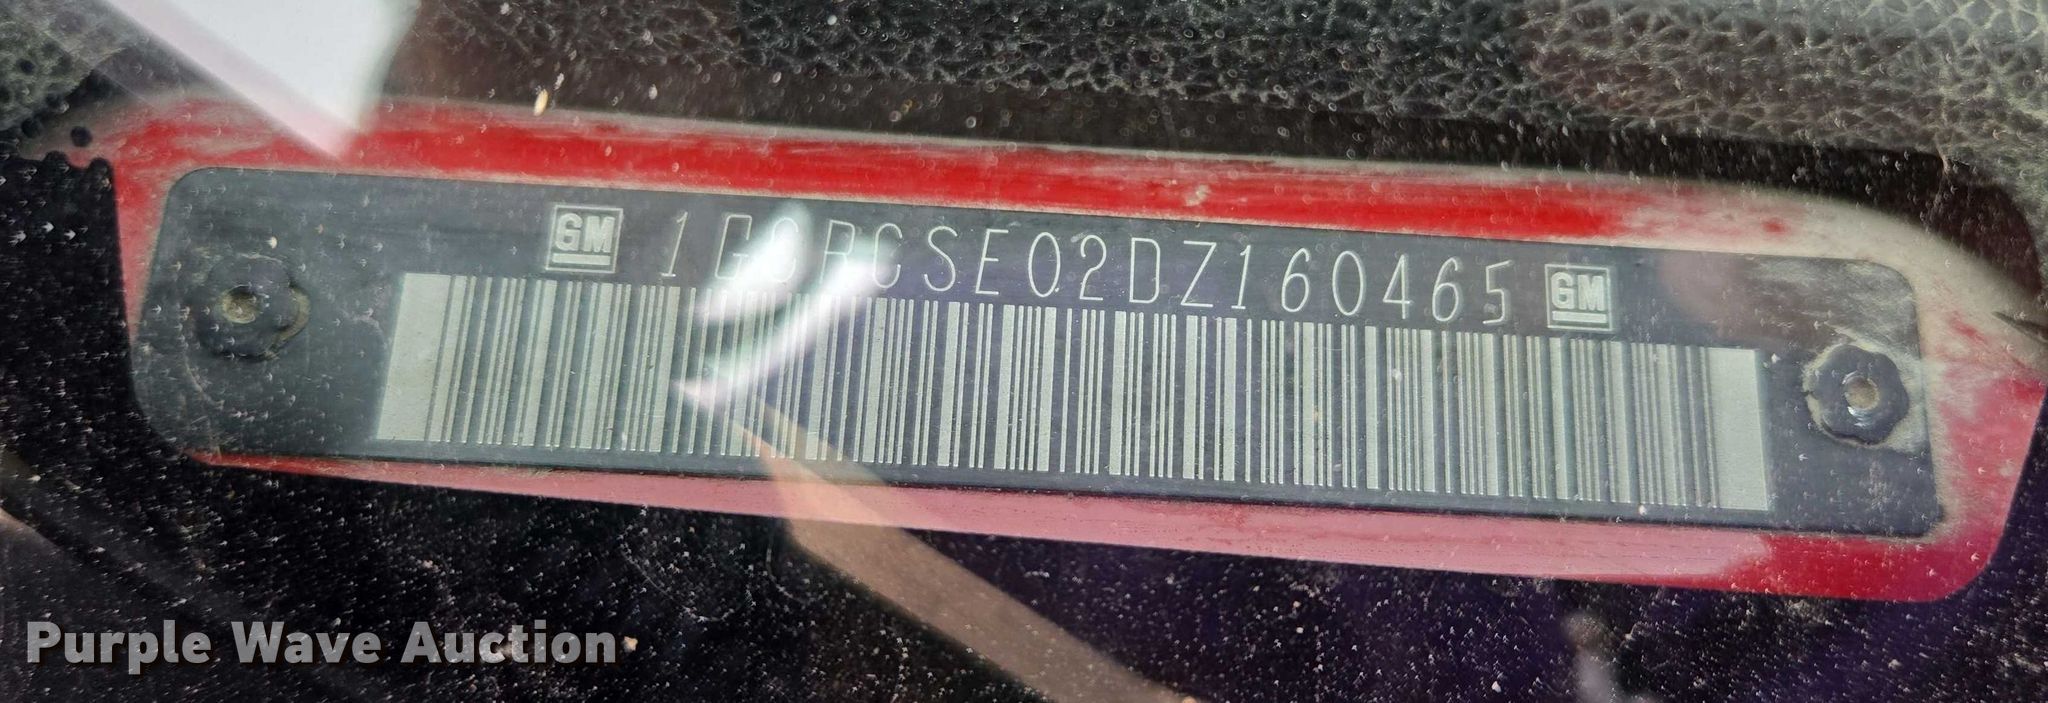 GM 1GCRCSE02DZ160465 GM
Purple Wave Auction